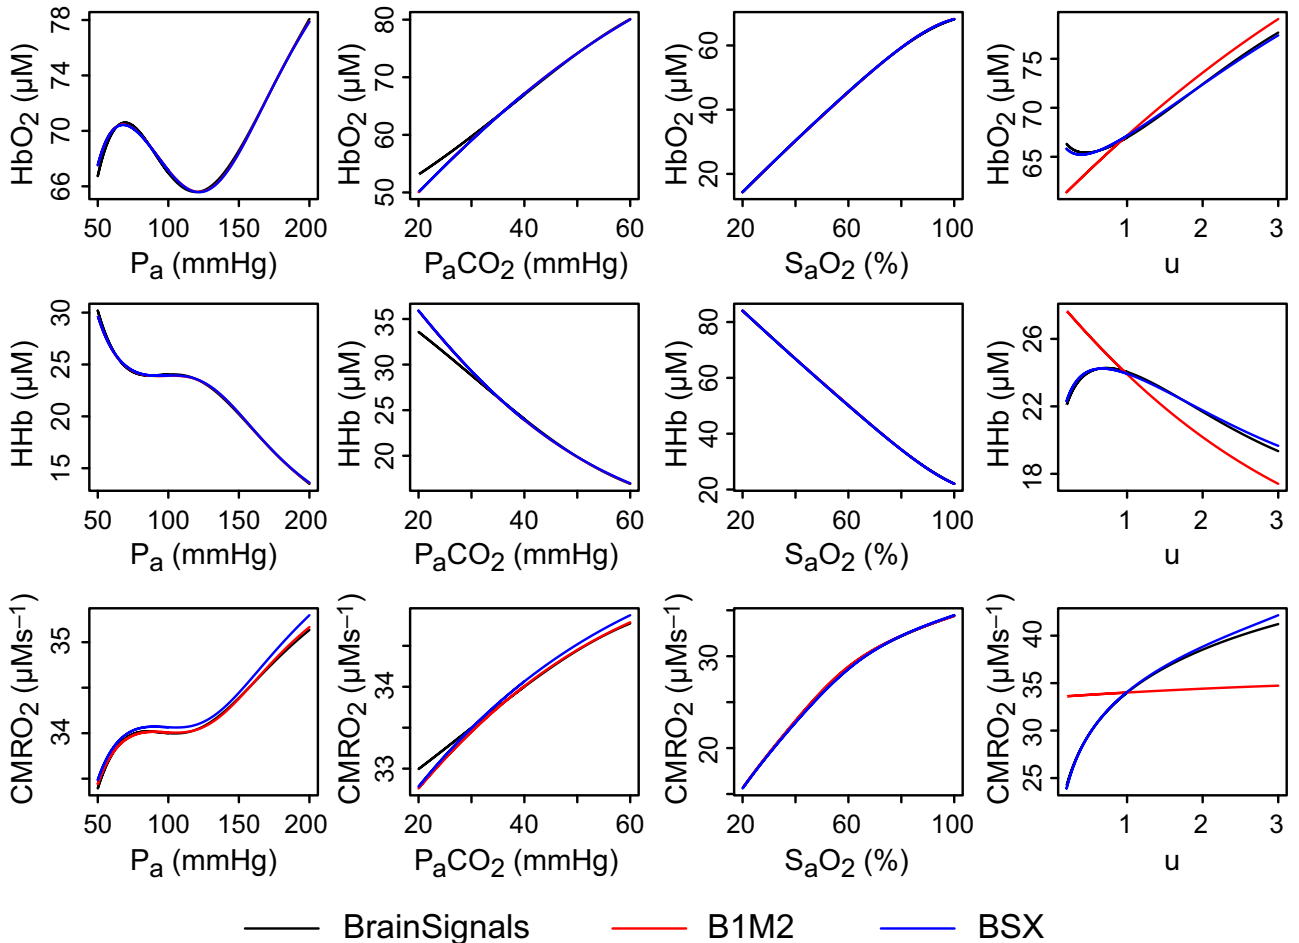 HbO2 (µM)
66 70 74 78
50 100 150 200
Pa (mmHg)
HbO2 (µM)
50 60 70 80
20 40 60
PaCO2 (mmHg)
HbO2 (µM)
20 40 60
20 60 100
SaO2 (%)
HbO2 (µM)
65 70 75
1 2 3
u
HHb (µM)
15 20 25 30
50 100 150 200
Pa (mmHg)
HHb (µM)
20 25 30 35
20 40 60
PaCO2 (mmHg)
HHb (µM)
20 40 60 80
20 60 100
SaO2 (%)
HHb (µM)
18 22 26
1 2 3
u
CMRO2 (µMs−1)
34 35
50 100 150 200
Pa (mmHg)
CMRO2 (µMs−1)
33 34
20 40 60
PaCO2 (mmHg)
CMRO2 (µMs−1)
20 30
20 60 100
SaO2 (%)
CMRO2 (µMs−1)
25 30 35 40
1 2 3
u
BrainSignals B1M2 BSX